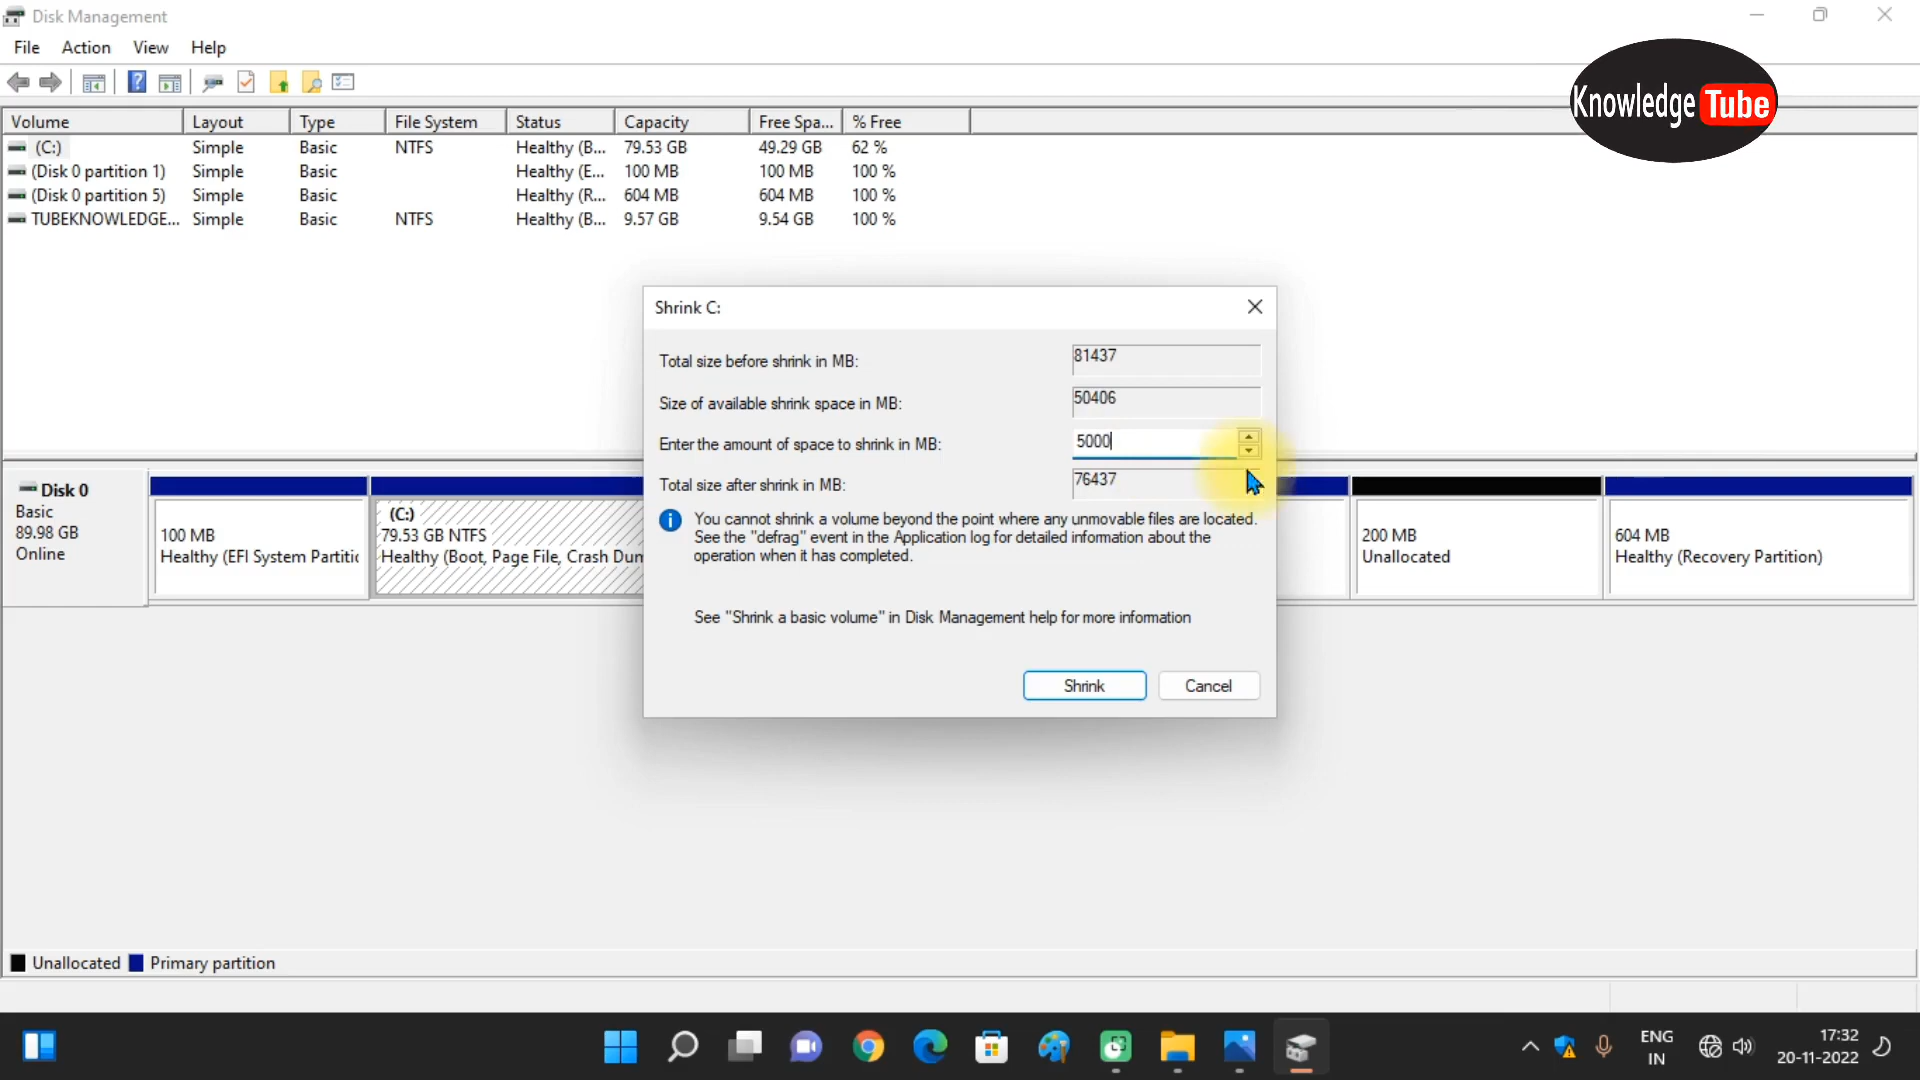 Disk Management
File Action View Help
Knowledge Tube
Volume Layout Type File System Status Capacity Free Spa... % Free
(C:) Simple Basic NTFS Healthy (B... 79.53 GB 49.29 GB 62 %
(Disk 0 partition 1) Simple Basic Healthy (E... 100 MB 100 MB 100 %
(Disk 0 partition 5) Simple Basic Healthy (R... 604 MB 604 MB 100 %
TUBEKNOWLEDGE... Simple Basic NTFS Healthy (B... 9.57 GB 9.54 GB 100 %
Shrink C:
Total size before shrink in MB: 81437
Size of available shrink space in MB: 50406
Enter the amount of space to shrink in MB: 5000
Total size after shrink in MB: 76437
You cannot shrink a volume beyond the point where any unmovable files are located.
See the "defrag" event in the Application log for detailed information about the
operation when it has completed.
See "Shrink a basic volume" in Disk Management help for more information
Shrink Cancel
Disk 0
Basic
89.98 GB
Online
100 MB
Healthy (EFI System Partitic
(C:)
79.53 GB NTFS
Healthy (Boot, Page File, Crash Dun
200 MB
Unallocated
604 MB
Healthy (Recovery Partition)
Unallocated Primary partition
ENG
IN
17:32
20-11-2022